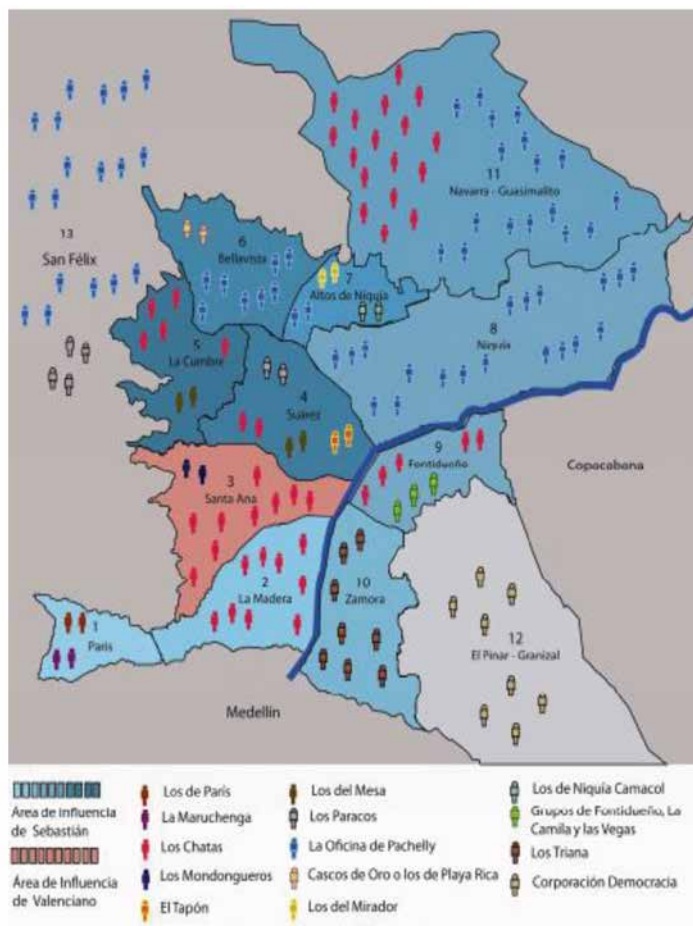 11
Navarra - Guasimalito
13
San Félix
6
Bellavista
7
Altos de Niquía
8
Niquía
5
La Cumbre
4
Suárez
9
Fontidueño
Copacabana
3
Santa Ana
2
La Madera
10
Zamora
1
París
12
El Pinar - Granizal
Medellín
Área de influencia
de Sebastián
Área de Influencia
de Valenciano
Los de París
La Maruchenga
Los Chatas
Los Mondongueros
El Tapón
Los del Mesa
Los Paracos
La Oficina de Pachelly
Cascos de Oro o los de Playa Rica
Los del Mirador
Los de Niquía Camacol
Grupos de Fontidueño, La
Camila y las Vegas
Los Triana
Corporación Democracia